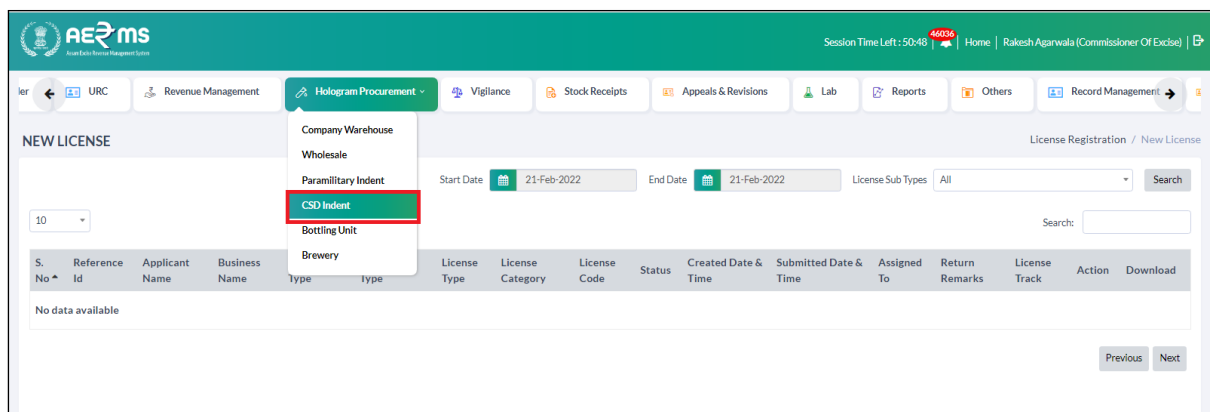 AE₹ms
Assam Excise Revenue Management System
Session Time Left : 50:48 46036 Home Rakesh Agarwala (Commissioner Of Excise)
ler URC Revenue Management Hologram Procurement Vigilance Stock Receipts Appeals & Revisions Lab Reports Others Record Management
Company Warehouse
Wholesale
Paramilitary Indent
CSD Indent
Bottling Unit
Brewery
NEW LICENSE
License Registration / New License
Start Date 21-Feb-2022 End Date 21-Feb-2022 License Sub Types All Search
10
Search:
S. No Reference Id Applicant Name Business Name Type Type License Type License Category License Code Status Created Date & Time Submitted Date & Time Assigned To Return Remarks License Track Action Download
No data available
Previous Next